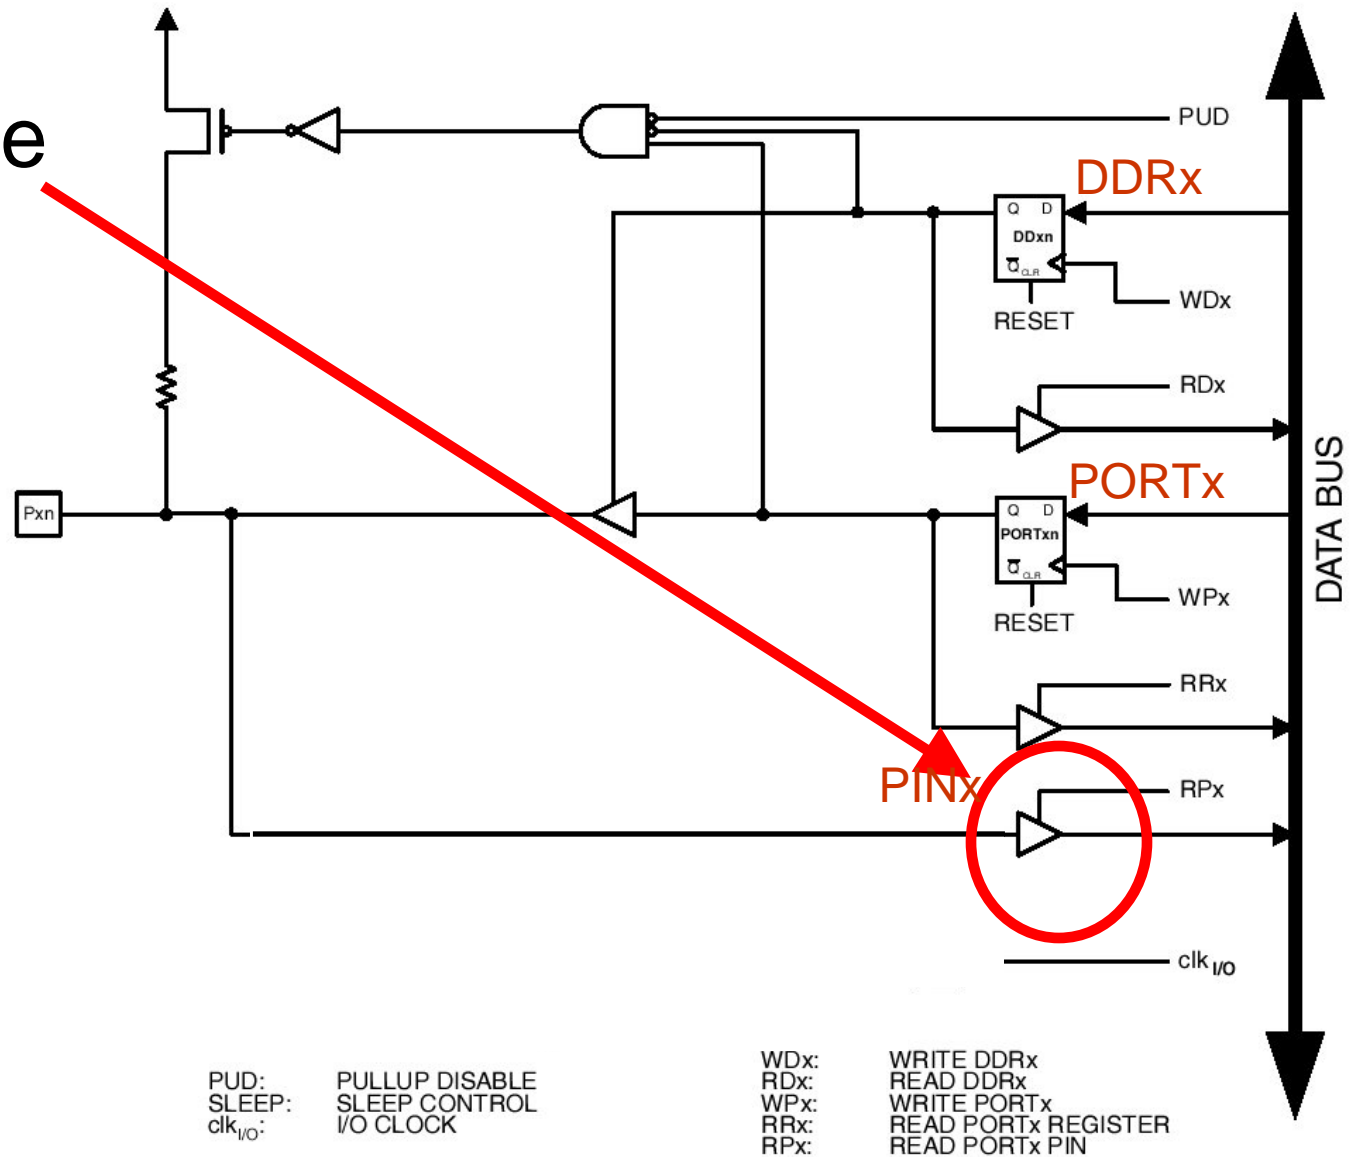 e
PUD
DDRx
Q D
DDxn
Q CLR
WDx
RESET
RDx
PORTx
Pxn
Q D
PORTxn
Q CLR
WPx
RESET
DATA BUS
RRx
PINx
RPx
clk I/O
PUD: PULLUP DISABLE
SLEEP: SLEEP CONTROL
clkI/O: I/O CLOCK
WDx: WRITE DDRx
RDx: READ DDRx
WPx: WRITE PORTx
RRx: READ PORTx REGISTER
RPx: READ PORTx PIN